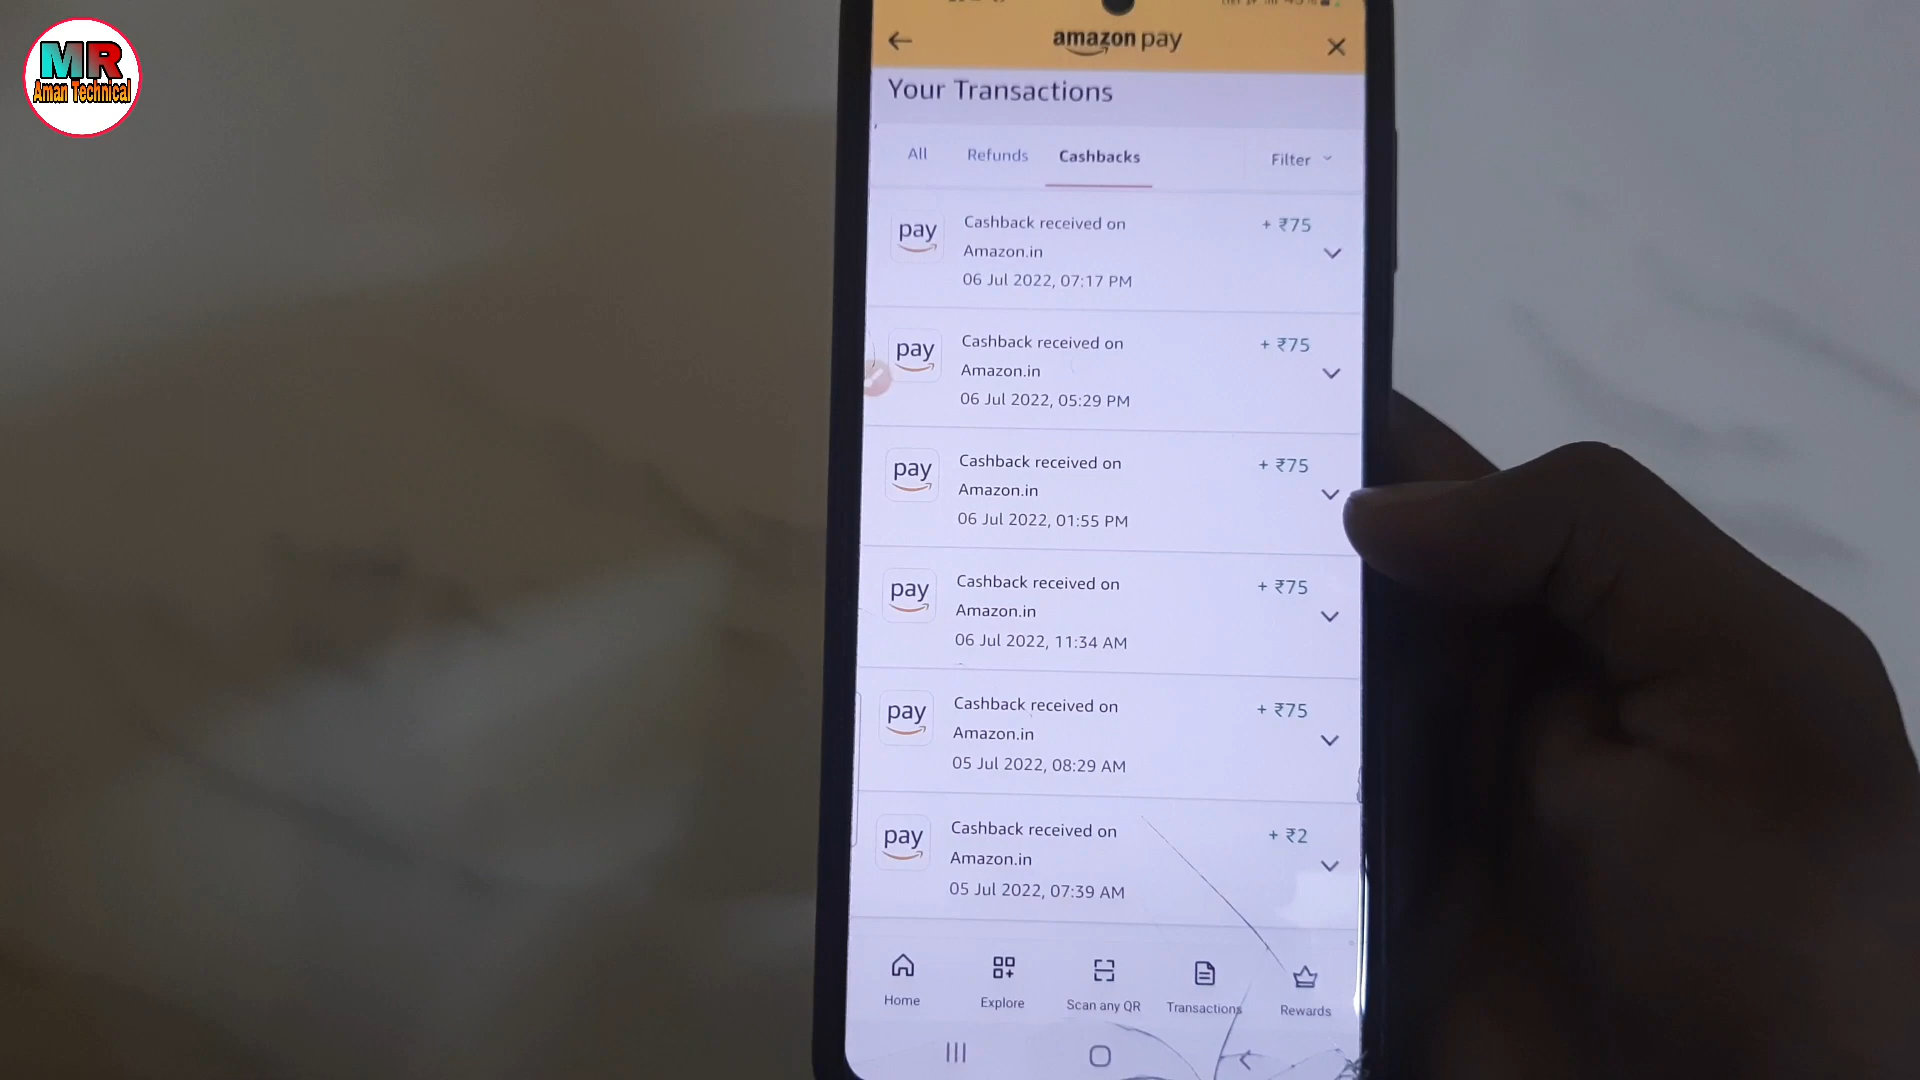 MR
Aman Technical
amazon pay
Your Transactions
All Refunds Cashbacks Filter
pay Cashback received on + ₹75
Amazon.in
06 Jul 2022, 07:17 PM
pay Cashback received on + ₹75
Amazon.in
06 Jul 2022, 05:29 PM
pay Cashback received on + ₹75
Amazon.in
06 Jul 2022, 01:55 PM
pay Cashback received on + ₹75
Amazon.in
06 Jul 2022, 11:34 AM
pay Cashback received on + ₹75
Amazon.in
05 Jul 2022, 08:29 AM
pay Cashback received on + ₹2
Amazon.in
05 Jul 2022, 07:39 AM
Home Explore Scan any QR Transactions Rewards